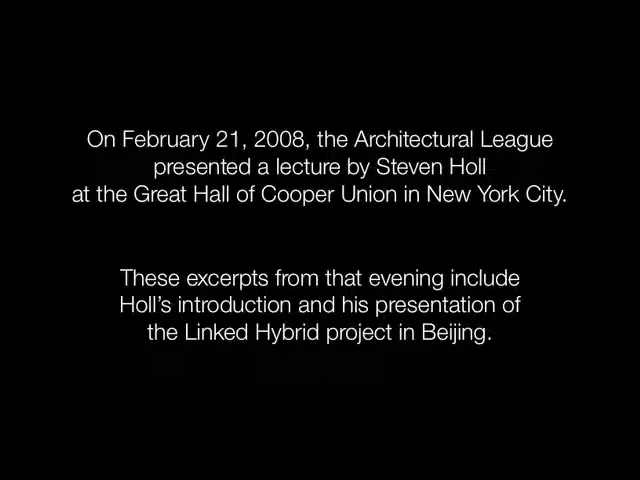 On February 21, 2008, the Architectural League
presented a lecture by Steven Holl
at the Great Hall of Cooper Union in New York City.
These excerpts from that evening include
Holl’s introduction and his presentation of
the Linked Hybrid project in Beijing.